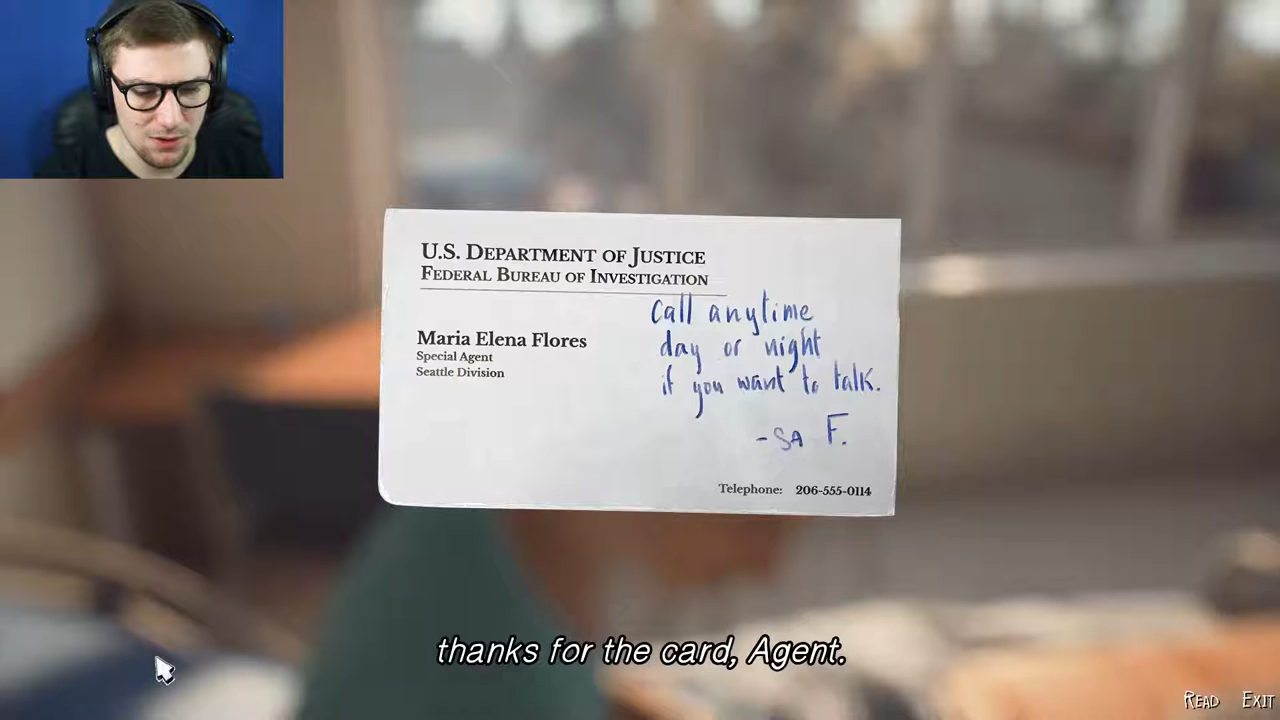 U.S. DEPARTMENT OF JUSTICE
FEDERAL BUREAU OF INVESTIGATION
Call anytime
day or night
if you want to talk.
-SA F.
Maria Elena Flores
Special Agent
Seattle Division
Telephone: 206-555-0114
thanks for the card, Agent.
READ EXIT